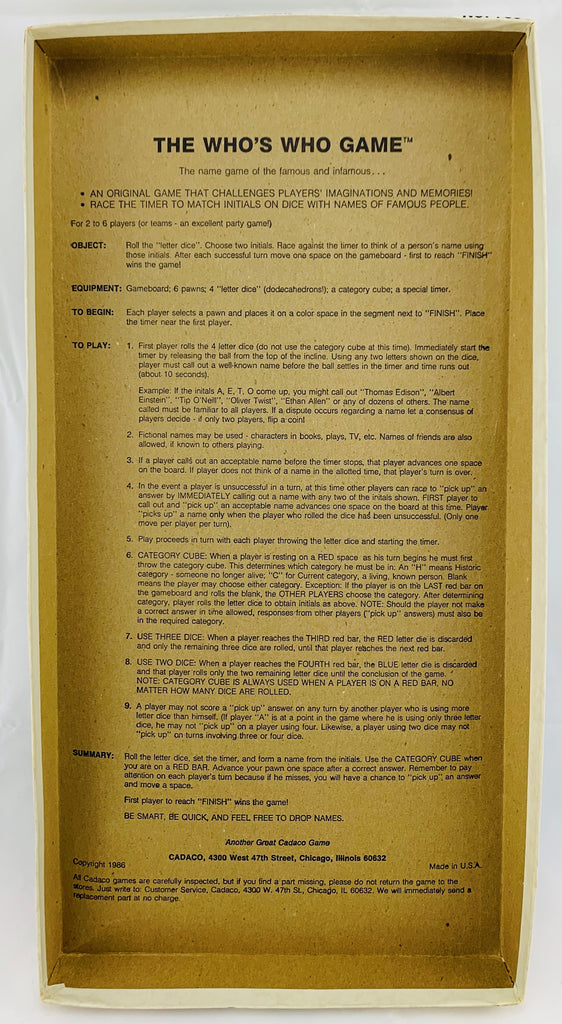 THE WHO'S WHO GAME™
The name game of the famous and infamous...
• AN ORIGINAL GAME THAT CHALLENGES PLAYERS' IMAGINATIONS AND MEMORIES!
• RACE THE TIMER TO MATCH INITIALS ON DICE WITH NAMES OF FAMOUS PEOPLE.
For 2 to 6 players (or teams - an excellent party game!)
OBJECT: Roll the "letter dice". Choose two initials. Race against the timer to think of a person's name using
those initials. After each successful turn move one space on the gameboard - first to reach "FINISH"
wins the game!
EQUIPMENT: Gameboard; 6 pawns; 4 "letter dice" (dodecahedrons!); a category cube; a special timer.
TO BEGIN: Each player selects a pawn and places it on a color space in the segment next to "FINISH". Place
the timer near the first player.
TO PLAY: 1. First player rolls the 4 letter dice (do not use the category cube at this time). Immediately start the
timer by releasing the ball from the top of the incline. Using any two letters shown on the dice,
player must call out a well-known name before the ball settles in the timer and time runs out
(about 10 seconds).
Example: If the initals A, E, T, O come up, you might call out "Thomas Edison", "Albert
Einstein", "Tip O'Neill", "Oliver Twist", "Ethan Allen" or any of dozens of others. The name
called must be familiar to all players. If a dispute occurs regarding a name let a consensus of
players decide - if only two players, flip a coin!
2. Fictional names may be used - characters in books, plays, TV, etc. Names of friends are also
allowed, if known to others playing.
3. If a player calls out an acceptable name before the timer stops, that player advances one space
on the board. If player does not think of a name in the allotted time, that player's turn is over.
4. In the event a player is unsuccessful in a turn, at this time other players can race to "pick up" an
answer by IMMEDIATELY calling out a name with any two of the initals shown. FIRST player to
call out and "pick up" an acceptable name advances one space on the board at this time. Player
"picks up" a name only when the player who rolled the dice has been unsuccessful. (Only one
move per player per turn).
5. Play proceeds in turn with each player throwing the letter dice and starting the timer.
6. CATEGORY CUBE: When a player is resting on a RED space as his turn begins he must first
throw the category cube. This determines which category he must be in: An "H" means Historic
category - someone no longer alive; "C" for Current category, a living, known person. Blank
means the player may choose either category. Exception: If the player is on the LAST red bar on
the gameboard and rolls the blank, the OTHER PLAYERS choose the category. After determining
category, player rolls the letter dice to obtain initials as above. NOTE: Should the player not make
a correct answer in time allowed, responses from other players ("pick up" answers) must also be
in the required category.
7. USE THREE DICE: When a player reaches the THIRD red bar, the RED letter die is discarded
and only the remaining three dice are rolled, until that player reaches the next red bar.
8. USE TWO DICE: When a player reaches the FOURTH red bar, the BLUE letter die is discarded
and that player rolls only the two remaining letter dice until the conclusion of the game.
NOTE: CATEGORY CUBE IS ALWAYS USED WHEN A PLAYER IS ON A RED BAR, NO
MATTER HOW MANY DICE ARE ROLLED.
9. A player may not score a "pick up" answer on any turn by another player who is using more
letter dice than himself. (If player "A" is at a point in the game where he is using only three letter
dice, he may not "pick up" on a player using four. Likewise, a player using two dice may not
"pick up" on turns involving three or four dice.
SUMMARY: Roll the letter dice, set the timer, and form a name from the initials. Use the CATEGORY CUBE when
you are on a RED BAR. Advance your pawn one space after a correct answer. Remember to pay
attention on each player's turn because if he misses, you will have a chance to "pick up" an answer
and move a space.
First player to reach "FINISH" wins the game!
BE SMART, BE QUICK, AND FEEL FREE TO DROP NAMES.
Another Great Cadaco Game
CADACO, 4300 West 47th Street, Chicago, Illinois 60632
Copyright 1986 Made in U.S.A.
All Cadaco games are carefully inspected, but if you find a part missing, please do not return the game to the
stores. Just write to: Customer Service, Cadaco, 4300 W. 47th St., Chicago, IL 60632. We will immediately send a
replacement part at no charge.